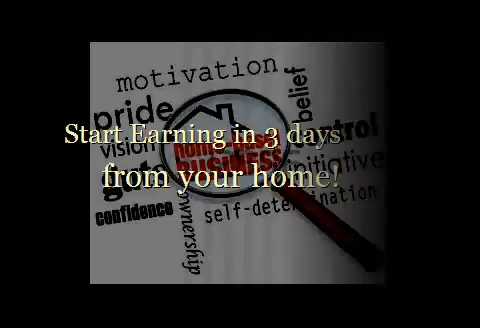 motivation
belief
pride
Start Earning in 3 days
control
vision
home-based
BUSINESS
initiative
from your home!
confidence
self-determination
ownership